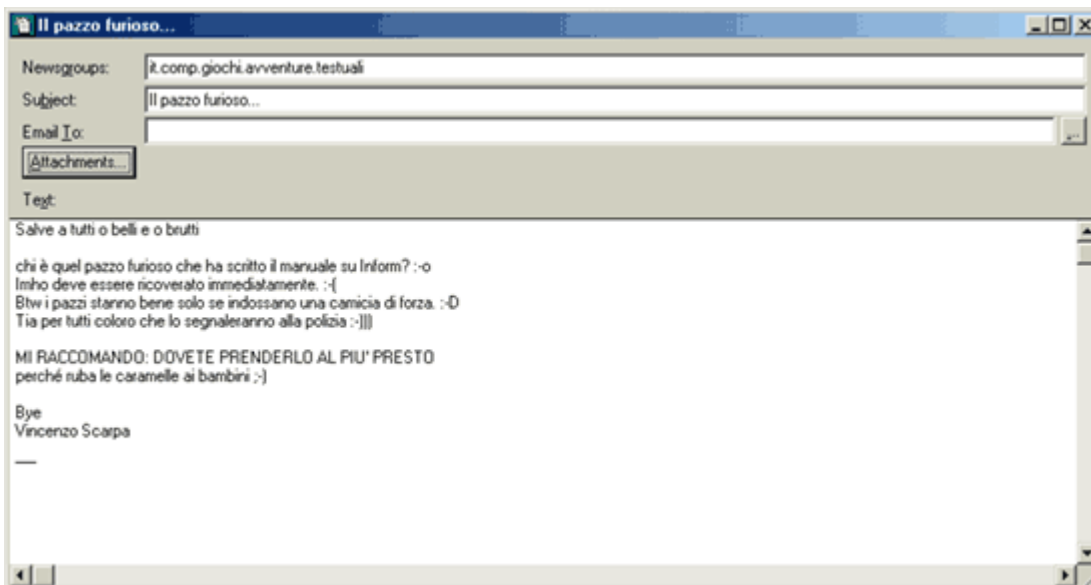 Il pazzo furioso...
Newsgroups: it.comp.giochi.avventure.testuali
Subject: Il pazzo furioso...
Email To:
...
Attachments...
Text:
Salve a tutti o belli e o brutti
chi è quel pazzo furioso che ha scritto il manuale su Inform? :-o
Imho deve essere ricoverato immediatamente. :-(
Btw i pazzi stanno bene solo se indossano una camicia di forza. :-D
Tia per tutti coloro che lo segnaleranno alla polizia :-)))
MI RACCOMANDO: DOVETE PRENDERLO AL PIU' PRESTO
perché ruba le caramelle ai bambini ;-)
Bye
Vincenzo Scarpa
__